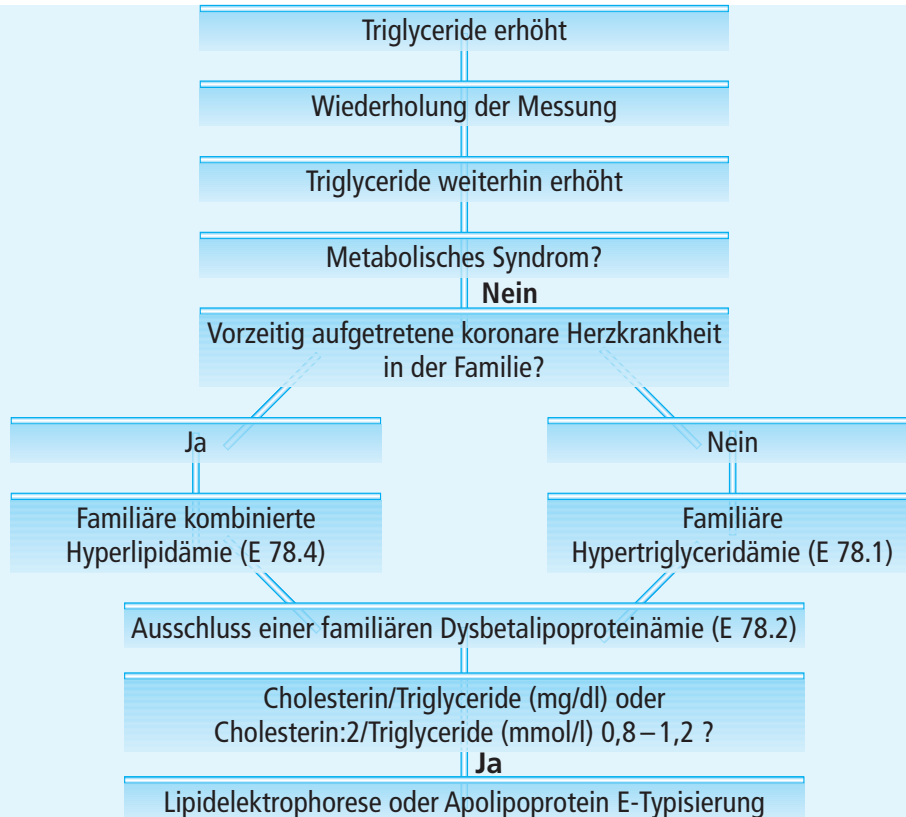 Triglyceride erhöht
Wiederholung der Messung
Triglyceride weiterhin erhöht
Metabolisches Syndrom?
Nein
Vorzeitig aufgetretene koronare Herzkrankheit
in der Familie?
Ja
Nein
Familiäre kombinierte
Hyperlipidämie (E 78.4)
Familiäre
Hypertriglyceridämie (E 78.1)
Ausschluss einer familiären Dysbetalipoproteinämie (E 78.2)
Cholesterin/Triglyceride (mg/dl) oder
Cholesterin:2/Triglyceride (mmol/l) 0,8–1,2 ?
Ja
Lipidelektrophorese oder Apolipoprotein E-Typisierung